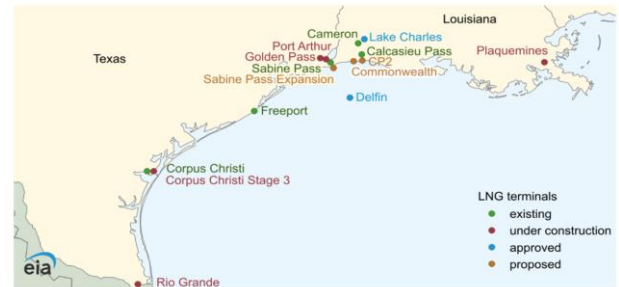 Louisiana
Texas
Cameron
Lake Charles
Port Arthur
Golden Pass
Calcasieu Pass
Plaquemines
Sabine Pass
CP2
Sabine Pass Expansion
Commonwealth
Delfin
Freeport
Corpus Christi
Corpus Christi Stage 3
Rio Grande
LNG terminals
existing
under construction
approved
proposed
eia